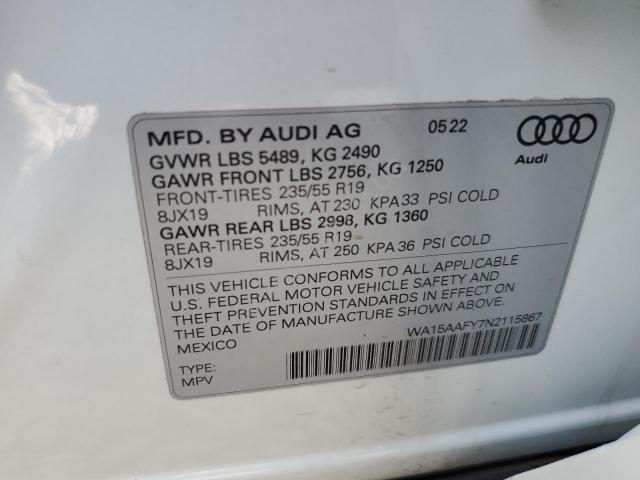 MFD. BY AUDI AG 05 22
GVWR LBS 5489, KG 2490
GAWR FRONT LBS 2756, KG 1250
FRONT-TIRES 235/55 R19
8JX19 RIMS, AT 230 KPA 33 PSI COLD
GAWR REAR LBS 2998, KG 1360
REAR-TIRES 235/55 R19
8JX19 RIMS, AT 250 KPA 36 PSI COLD
Audi
THIS VEHICLE CONFORMS TO ALL APPLICABLE
U.S. FEDERAL MOTOR VEHICLE SAFETY AND
THEFT PREVENTION STANDARDS IN EFFECT ON
THE DATE OF MANUFACTURE SHOWN ABOVE.
MEXICO WA15AAFY7N2115867
TYPE:
MPV